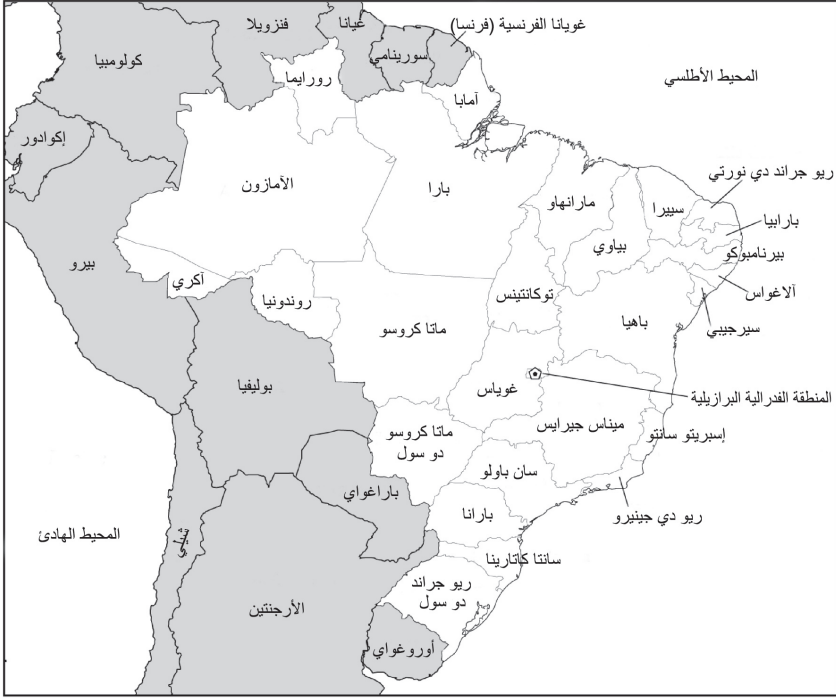 فنزويلا
غيانا
غويانا الفرنسية (فرنسا)
كولومبيا
سورينامي
المحيط الأطلسي
رورايما
آمابا
إكوادور
ريو جراند دي نورتي
الآمازون
بارا
مارانهاو
سييرا
بارابيا
بياوي
بيرنامبوكو
بيرو
آكري
توكانتينس
آلاغواس
روندونيا
سيرجيبي
ماتا كروسو
باهيا
بوليفيا
غوياس
المنطقة الفدرالية البرازيلية
ميناس جيرايس
إسبريتو سانتو
ماتا كروسو
دو سول
سان باولو
باراغواي
بارانا
ريو دي جينيرو
المحيط الهادئ
شيلي
سانتا كاتارينا
ريو جراند
دو سول
الأرجنتين
أوروغواي